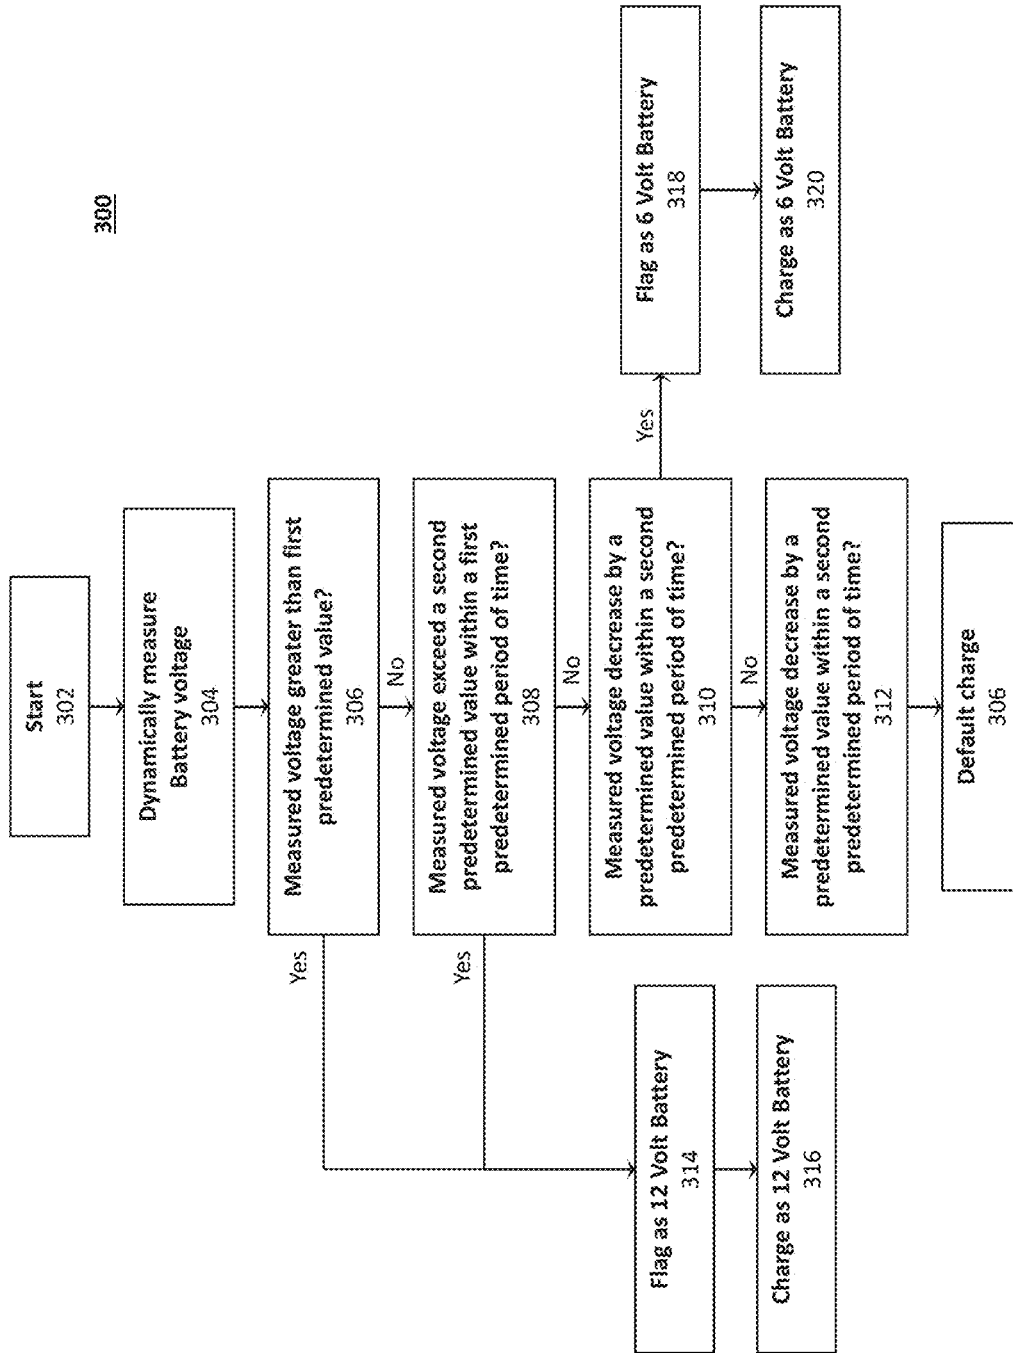 300
Start
302
Dynamically measure
Battery voltage
304
Measured voltage greater than first
predetermined value?
306
Yes
No
Measured voltage exceed a second
predetermined value within a first
predetermined period of time?
308
Yes
No
Measured voltage decrease by a
predetermined value within a second
predetermined period of time?
310
Yes
No
Measured voltage decrease by a
predetermined value within a second
predetermined period of time?
312
Default charge
306
Flag as 12 Volt Battery
314
Charge as 12 Volt Battery
316
Flag as 6 Volt Battery
318
Charge as 6 Volt Battery
320